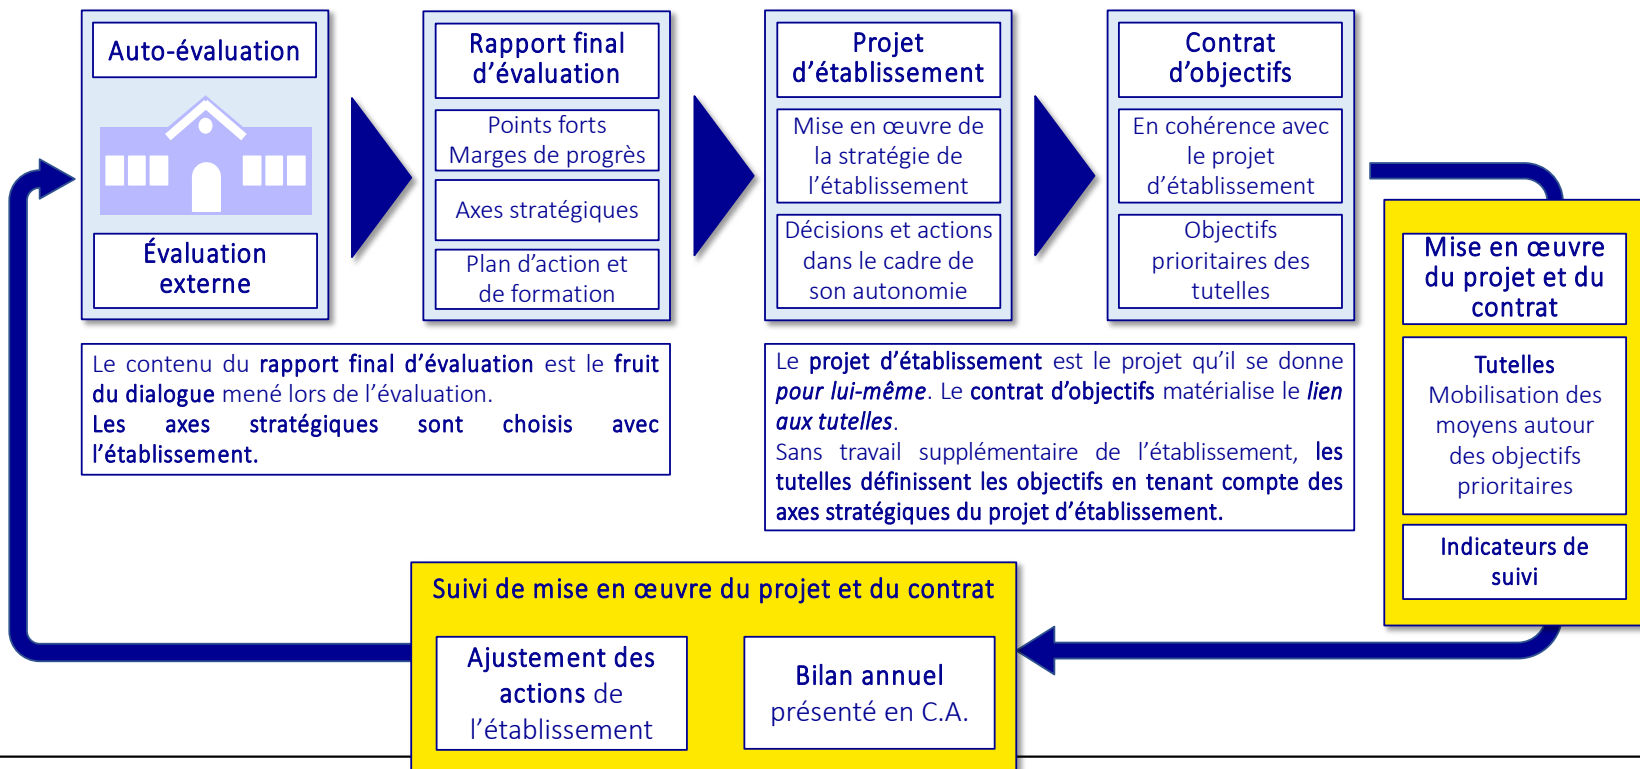 Auto-évaluation
Évaluation
externe
Rapport final
d'évaluation
Points forts
Marges de progrès
Axes stratégiques
Plan d'action et
de formation
Projet
d'établissement
Mise en œuvre de
la stratégie de
l'établissement
Décisions et actions
dans le cadre de
son autonomie
Contrat
d'objectifs
En cohérence avec
le projet
d'établissement
Objectifs
prioritaires des
tutelles
Le contenu du rapport final d'évaluation est le fruit
du dialogue mené lors de l'évaluation.
Les axes stratégiques sont choisis avec
l'établissement.
Le projet d'établissement est le projet qu'il se donne
pour lui-même. Le contrat d'objectifs matérialise le lien
aux tutelles.
Sans travail supplémentaire de l'établissement, les
tutelles définissent les objectifs en tenant compte des
axes stratégiques du projet d'établissement.
Mise en œuvre
du projet et du
contrat
Tutelles
Mobilisation des
moyens autour
des objectifs
prioritaires
Indicateurs de
suivi
Suivi de mise en œuvre du projet et du contrat
Ajustement des
actions de
l'établissement
Bilan annuel
présenté en C.A.